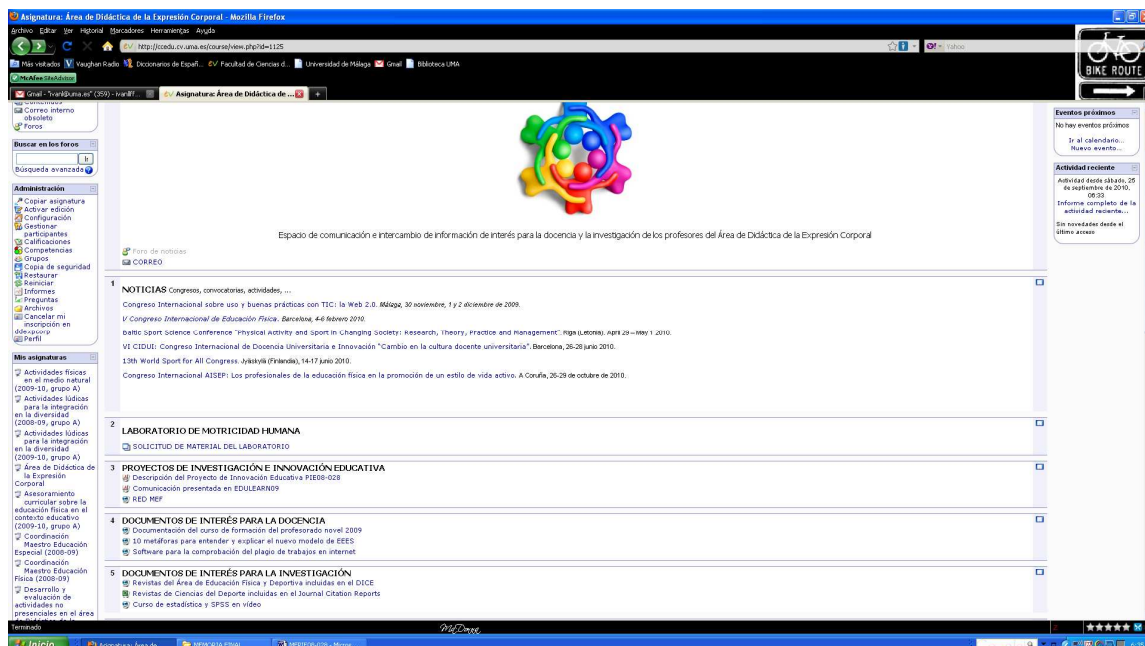 Asignatura: Área de Didáctica de la Expresión Corporal - Mozilla Firefox
Archivo Editar Ver Historial Marcadores Herramientas Ayuda
http://ccedu.cv.uma.es/course/view.php?id=1125
Yahoo
Más visitados Vaughan Radio Diccionarios de Españ... Facultad de Ciencias d... Universidad de Málaga Gmail Biblioteca UMA
McAfee SiteAdvisor
BIKE ROUTE
Asignatura: Área de Didáctica de ...
Contenidos
Correo interno
obsoleto
Foros
Buscar en los foros
Ir
Búsqueda avanzada
Administración
Copiar asignatura
Activar edición
Configuración
Gestionar
participantes
Calificaciones
Competencias
Grupos
Copia de seguridad
Restaurar
Reiniciar
Informes
Preguntas
Archivos
Cancelar mi
inscripción en
ddexpcorp
Perfil
Mis asignaturas
Actividades físicas
en el medio natural
(2009-10, grupo A)
Actividades lúdicas
para la integración
en la diversidad
(2008-09, grupo A)
Actividades lúdicas
para la integración
en la diversidad
(2009-10, grupo A)
Área de Didáctica de
la Expresión
Corporal
Asesoramiento
curricular sobre la
educación física en el
contexto educativo
(2009-10, grupo A)
Coordinación
Maestro Educación
Especial (2008-09)
Coordinación
Maestro Educación
Física (2008-09)
Desarrollo y
evaluación de
actividades no
presenciales en el área
Espacio de comunicación e intercambio de información de interés para la docencia y la investigación de los profesores del Área de Didáctica de la Expresión Corporal
Foro de noticias
CORREO
1 NOTICIAS Congresos, convocatorias, actividades, ...
Congreso Internacional sobre uso y buenas prácticas con TIC: la Web 2.0. Málaga, 30 noviembre, 1 y 2 diciembre de 2009.
V Congreso Internacional de Educación Física. Barcelona, 4-6 febrero 2010.
Baltic Sport Science Conference "Physical Activity and Sport in Changing Society: Research, Theory, Practice and Management". Riga (Letonia). April 29 – May 1 2010.
VI CIDUI: Congreso Internacional de Docencia Universitaria e Innovación "Cambio en la cultura docente universitaria". Barcelona, 26-28 junio 2010.
13th World Sport for All Congress. Jyäskylä (Finlandia), 14-17 junio 2010.
Congreso Internacional AISEP: Los profesionales de la educación física en la promoción de un estilo de vida activo. A Coruña, 26-29 de octubre de 2010.
2 LABORATORIO DE MOTRICIDAD HUMANA
SOLICITUD DE MATERIAL DEL LABORATORIO
3 PROYECTOS DE INVESTIGACIÓN E INNOVACIÓN EDUCATIVA
Descripción del Proyecto de Innovación Educativa PIE08-028
Comunicación presentada en EDULEARN09
RED MEF
4 DOCUMENTOS DE INTERÉS PARA LA DOCENCIA
Documentación del curso de formación del profesorado novel 2009
10 metáforas para entender y explicar el nuevo modelo de EEES
Software para la comprobación del plagio de trabajos en internet
5 DOCUMENTOS DE INTERÉS PARA LA INVESTIGACIÓN
Revistas del Área de Educación Física y Deportiva incluidas en el DICE
Revistas de Ciencias del Deporte incluidas en el Journal Citation Reports
Curso de estadística y SPSS en vídeo
Eventos próximos
No hay eventos próximos
Ir al calendario...
Nuevo evento...
Actividad reciente
Actividad desde sábado, 25
de septiembre de 2010,
06:33
Informe completo de la
actividad reciente...
Sin novedades desde el
último acceso
Terminado
MaDonna
Inicio
Asignatura: Área de ...
MEMORIA FINAL
6:35